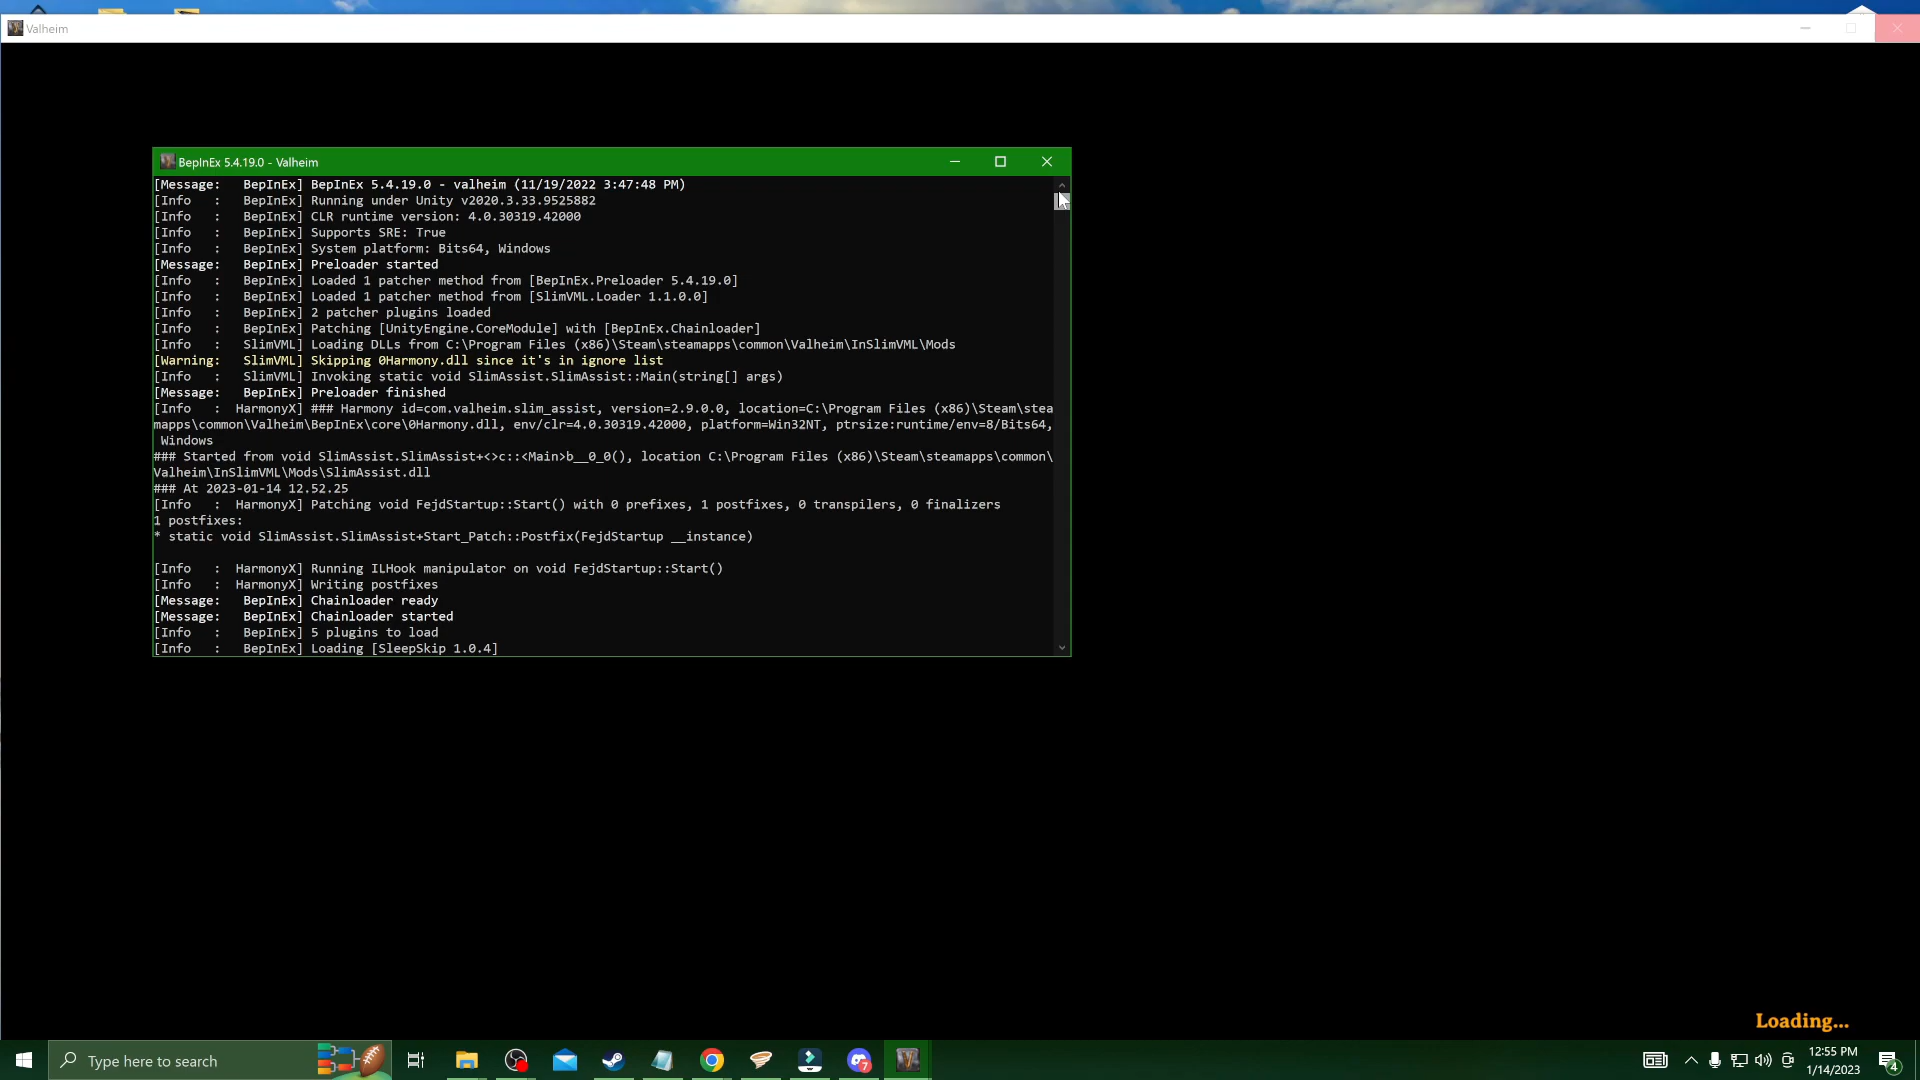 Valheim
BepInEx 5.4.19.0 - Valheim
[Message:   BepInEx] BepInEx 5.4.19.0 - valheim (11/19/2022 3:47:48 PM)
[Info   :   BepInEx] Running under Unity v2020.3.33.9525882
[Info   :   BepInEx] CLR runtime version: 4.0.30319.42000
[Info   :   BepInEx] Supports SRE: True
[Info   :   BepInEx] System platform: Bits64, Windows
[Message:   BepInEx] Preloader started
[Info   :   BepInEx] Loaded 1 patcher method from [BepInEx.Preloader 5.4.19.0]
[Info   :   BepInEx] Loaded 1 patcher method from [SlimVML.Loader 1.1.0.0]
[Info   :   BepInEx] 2 patcher plugins loaded
[Info   :   BepInEx] Patching [UnityEngine.CoreModule] with [BepInEx.Chainloader]
[Info   :   SlimVML] Loading DLLs from C:\Program Files (x86)\Steam\steamapps\common\Valheim\InSlimVML\Mods
[Warning:   SlimVML] Skipping 0Harmony.dll since it's in ignore list
[Info   :   SlimVML] Invoking static void SlimAssist.SlimAssist::Main(string[] args)
[Message:   BepInEx] Preloader finished
[Info   :  HarmonyX] ### Harmony id=com.valheim.slim_assist, version=2.9.0.0, location=C:\Program Files (x86)\Steam\stea
mapps\common\Valheim\BepInEx\core\0Harmony.dll, env/clr=4.0.30319.42000, platform=Win32NT, ptrsize:runtime/env=8/Bits64,
 Windows
### Started from void SlimAssist.SlimAssist+<>c::<Main>b__0_0(), location C:\Program Files (x86)\Steam\steamapps\common\
Valheim\InSlimVML\Mods\SlimAssist.dll
### At 2023-01-14 12.52.25
[Info   :  HarmonyX] Patching void FejdStartup::Start() with 0 prefixes, 1 postfixes, 0 transpilers, 0 finalizers
1 postfixes:
* static void SlimAssist.SlimAssist+Start_Patch::Postfix(FejdStartup __instance)
[Info   :  HarmonyX] Running ILHook manipulator on void FejdStartup::Start()
[Info   :  HarmonyX] Writing postfixes
[Message:   BepInEx] Chainloader ready
[Message:   BepInEx] Chainloader started
[Info   :   BepInEx] 5 plugins to load
[Info   :   BepInEx] Loading [SleepSkip 1.0.4]
Loading...
Type here to search
7
12:55 PM
1/14/2023
4